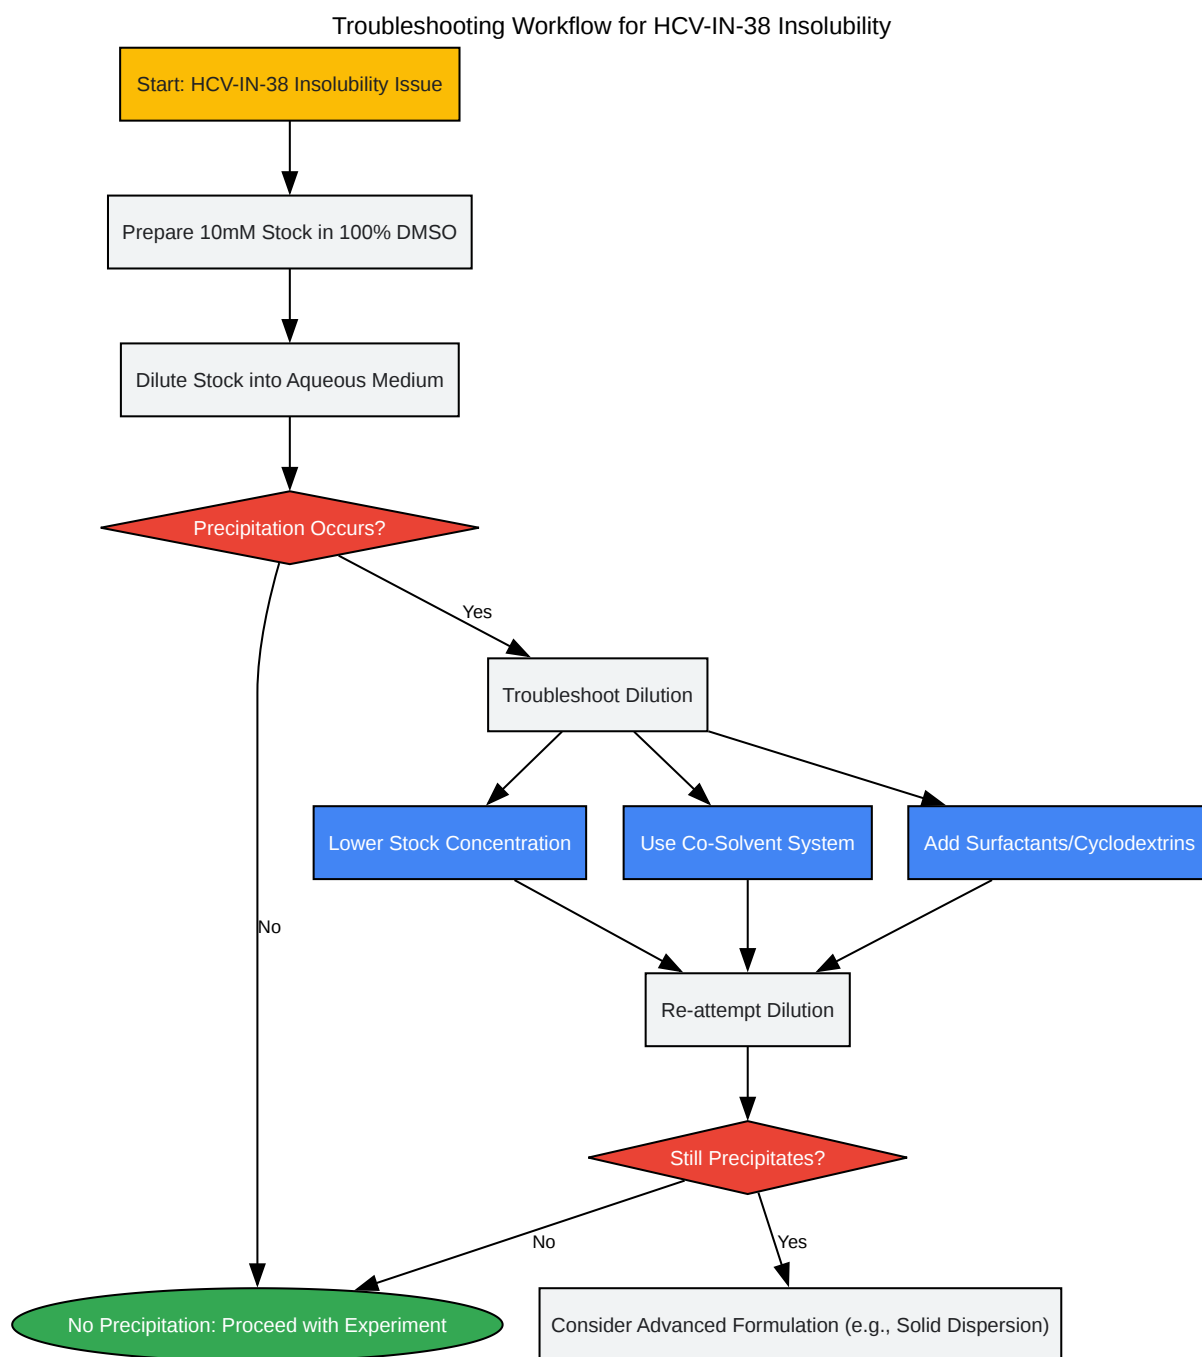 Troubleshooting Workflow for HCV-IN-38 Insolubility
Start: HCV-IN-38 Insolubility Issue
Prepare 10mM Stock in 100% DMSO
Dilute Stock into Aqueous Medium
Precipitation Occurs?
Yes
Troubleshoot Dilution
Lower Stock Concentration
Use Co-Solvent System
Add Surfactants/Cyclodextrins
No
Re-attempt Dilution
Still Precipitates?
No
Yes
No Precipitation: Proceed with Experiment
Consider Advanced Formulation (e.g., Solid Dispersion)